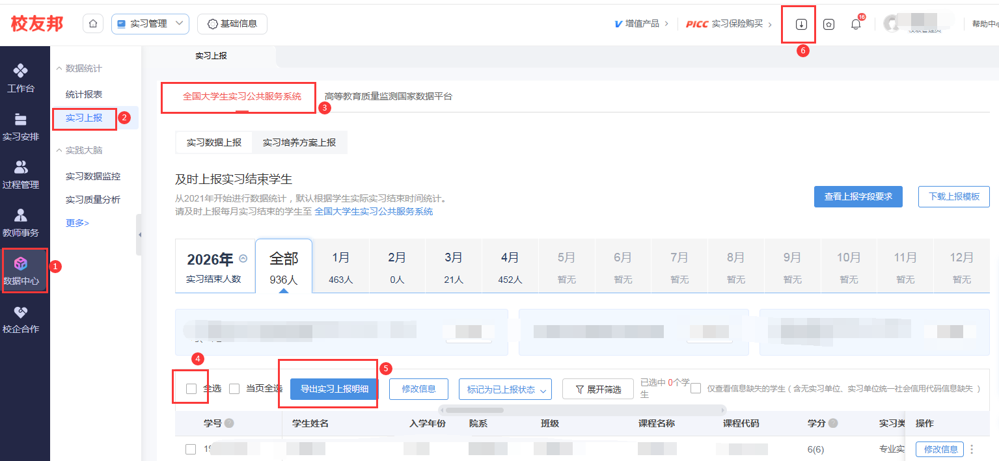 校友邦
实习管理
基础信息
增值产品
PICC 实习保险购买
16
帮助中心
6
工作台
实习安排
过程管理
教师事务
数据中心
1
校企合作
数据统计
统计报表
实习上报
2
实践大脑
实习数据监控
实习质量分析
更多>
实习上报
全国大学生实习公共服务系统
3
高等教育质量监测国家数据平台
实习数据上报
实习培养方案上报
及时上报实习结束学生
从2021年开始进行数据统计，默认根据学生实际实习结束时间统计。
请及时上报每月实习结束的学生至 全国大学生实习公共服务系统
查看上报字段要求
下载上报模板
2026年
实习结束人数
全部
936人
1月
463人
2月
0人
3月
21人
4月
452人
5月
暂无
6月
暂无
7月
暂无
8月
暂无
9月
暂无
10月
暂无
11月
暂无
12月
暂无
4
全选
当页全选
导出实习上报明细
5
修改信息
标记为已上报状态
展开筛选
已选中 0个学生
仅查看信息缺失的学生（含无实习单位、实习单位统一社会信用代码信息缺失 ）
学号
学生姓名
入学年份
院系
班级
课程名称
课程代码
学分
实习类
操作
6(6)
专业实
修改信息